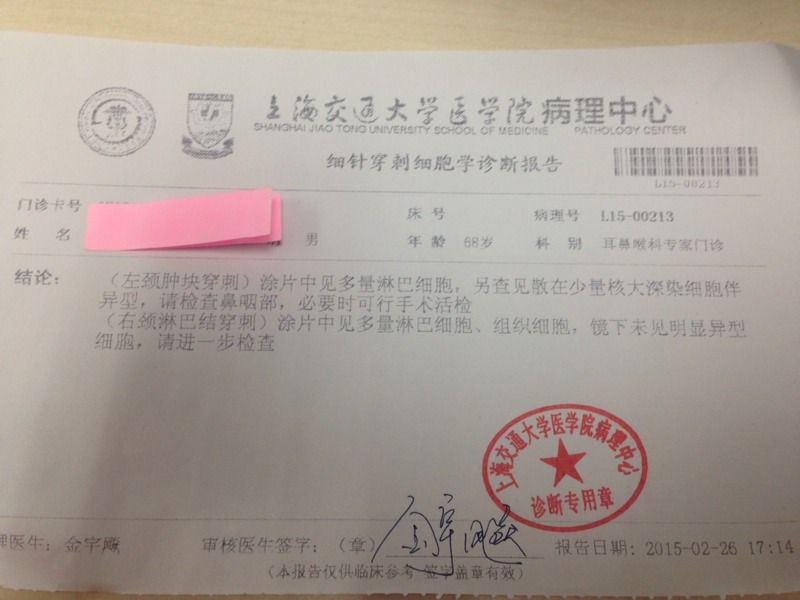 上海交通大学医学院病理中心
SHANGHAI JIAO TONG UNIVERSITY SCHOOL OF MEDICINE PATHOLOGY CENTER
细针穿刺细胞学诊断报告
L15-00213
门诊卡号 床号 病理号 L15-00213
姓名 男 年龄 68岁 科别 耳鼻喉科专家门诊
结论： （左颈肿块穿刺）涂片中见多量淋巴细胞，另查见散在少量核大深染细胞伴
异型，请检查鼻咽部，必要时可行手术活检
（右颈淋巴结穿刺）涂片中见多量淋巴细胞、组织细胞，镜下未见明显异型
细胞，请进一步检查
上海交通大学医学院病理中心
诊断专用章
理医生：金宇飚 审核医生签字：（章） 金宇飚 报告日期：2015-02-26 17:14
（本报告仅供临床参考 签字盖章有效）